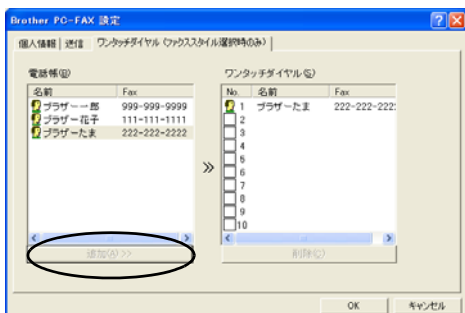 Brother PC-FAX 設定
個人情報 送信 ワンタッチダイヤル (ファクススタイル選択時のみ)
電話帳(D)
ワンタッチダイヤル(S)
名前 Fax
No. 名前 Fax
ブラザー一郎 999-999-9999
1 ブラザーたま 222-222-222
ブラザー花子 111-111-1111
2
ブラザーたま 222-222-2222
3
4
5
6
7
8
9
10
追加(A)>>
削除(C)
OK キャンセル